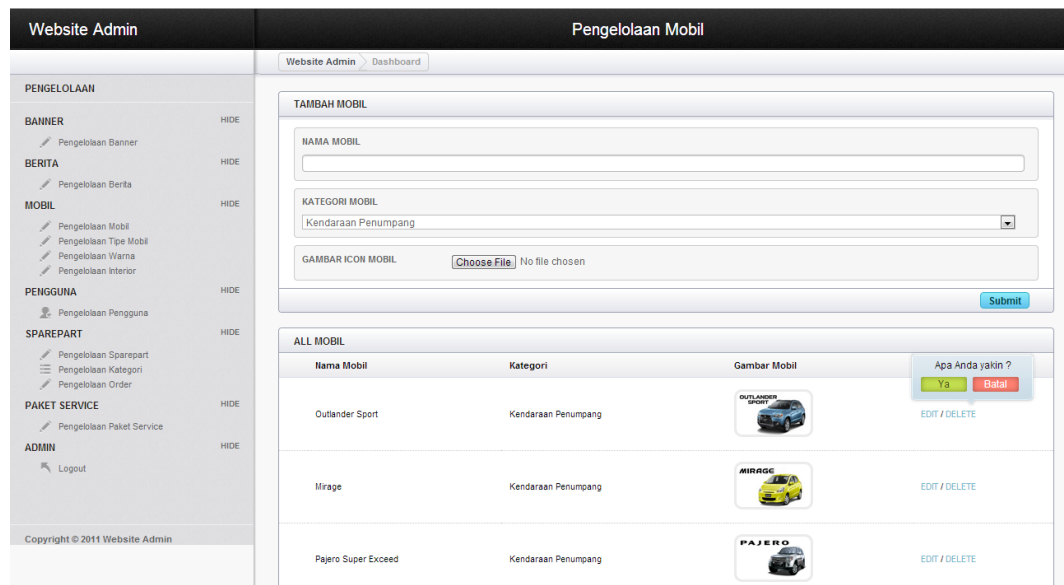 Website Admin
Pengelolaan Mobil
Website Admin
Dashboard
PENGELOLAAN
BANNER HIDE
Pengelolaan Banner
BERITA HIDE
Pengelolaan Berita
MOBIL HIDE
Pengelolaan Mobil
Pengelolaan Tipe Mobil
Pengelolaan Warna
Pengelolaan Interior
PENGGUNA HIDE
Pengelolaan Pengguna
SPAREPART HIDE
Pengelolaan Sparepart
Pengelolaan Kategori
Pengelolaan Order
PAKET SERVICE HIDE
Pengelolaan Paket Service
ADMIN HIDE
Logout
Copyright © 2011 Website Admin
TAMBAH MOBIL
NAMA MOBIL
KATEGORI MOBIL
Kendaraan Penumpang
GAMBAR ICON MOBIL Choose File No file chosen
Submit
ALL MOBIL
Nama Mobil Kategori Gambar Mobil
Apa Anda yakin ?
Ya Batal
OUTLANDER
SPORT
Outlander Sport Kendaraan Penumpang EDIT / DELETE
MIRAGE
Mirage Kendaraan Penumpang EDIT / DELETE
PAJERO
Pajero Super Exceed Kendaraan Penumpang EDIT / DELETE